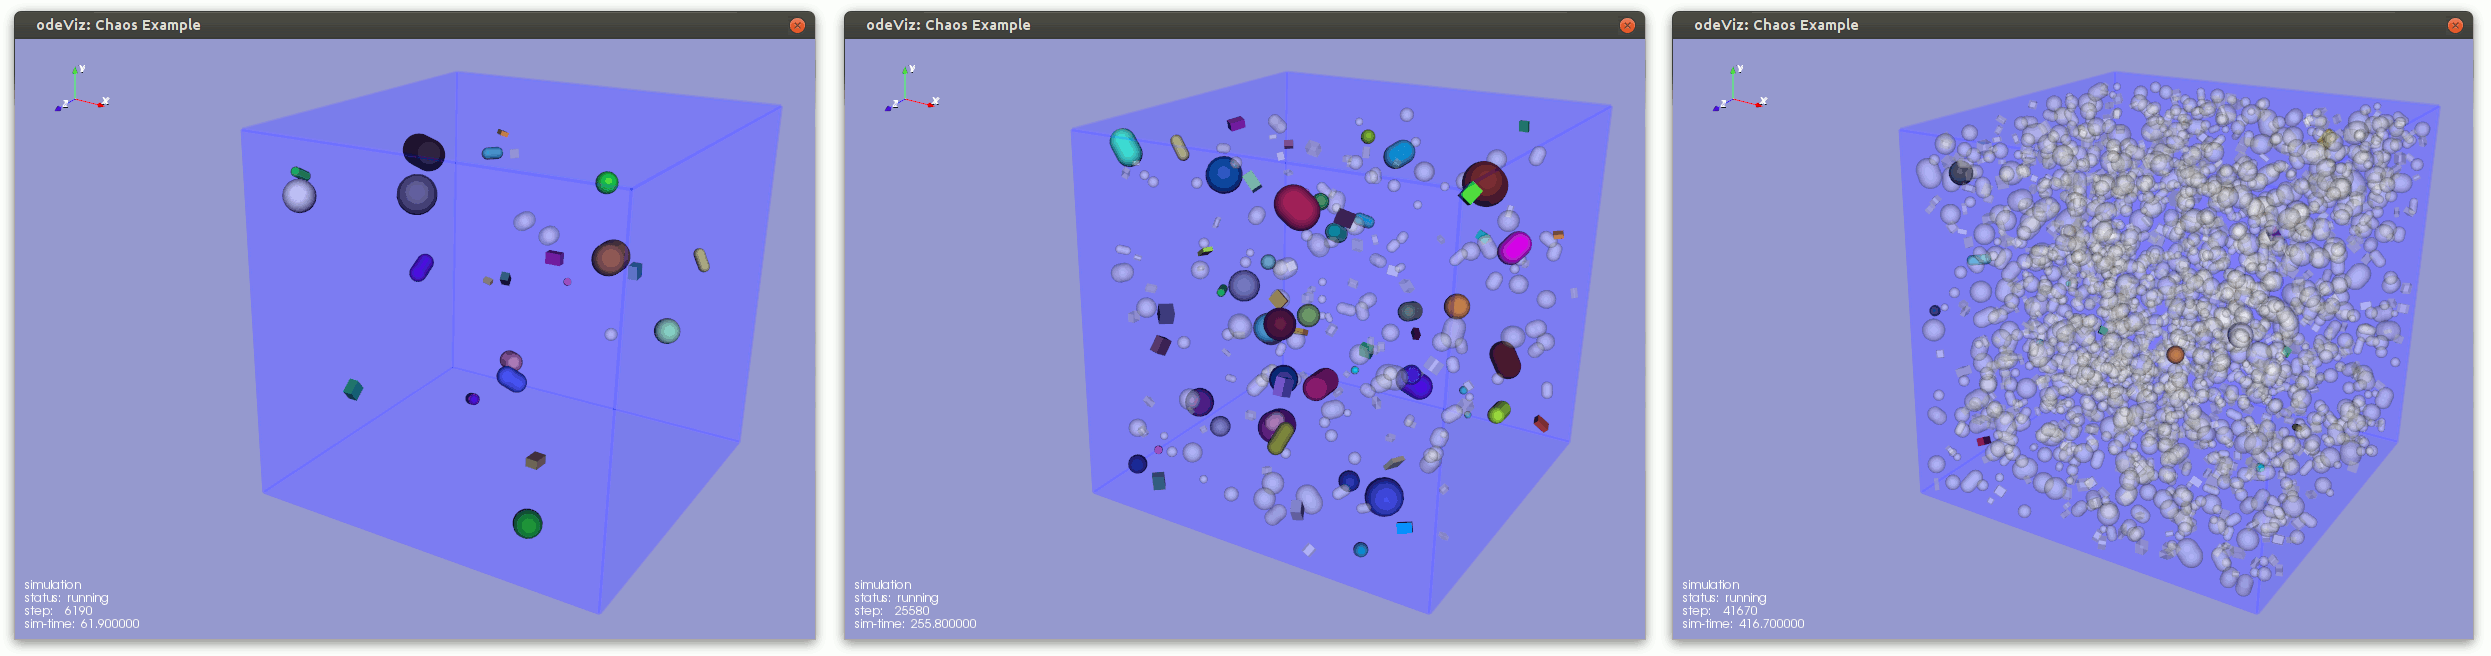 odeViz: Chaos Example
y
z x
simulation
status: running
step: 6190
sim-time: 61.900000
odeViz: Chaos Example
y
z x
simulation
status: running
step: 25580
sim-time: 255.800000
odeViz: Chaos Example
y
z x
simulation
status: running
step: 41670
sim-time: 416.700000